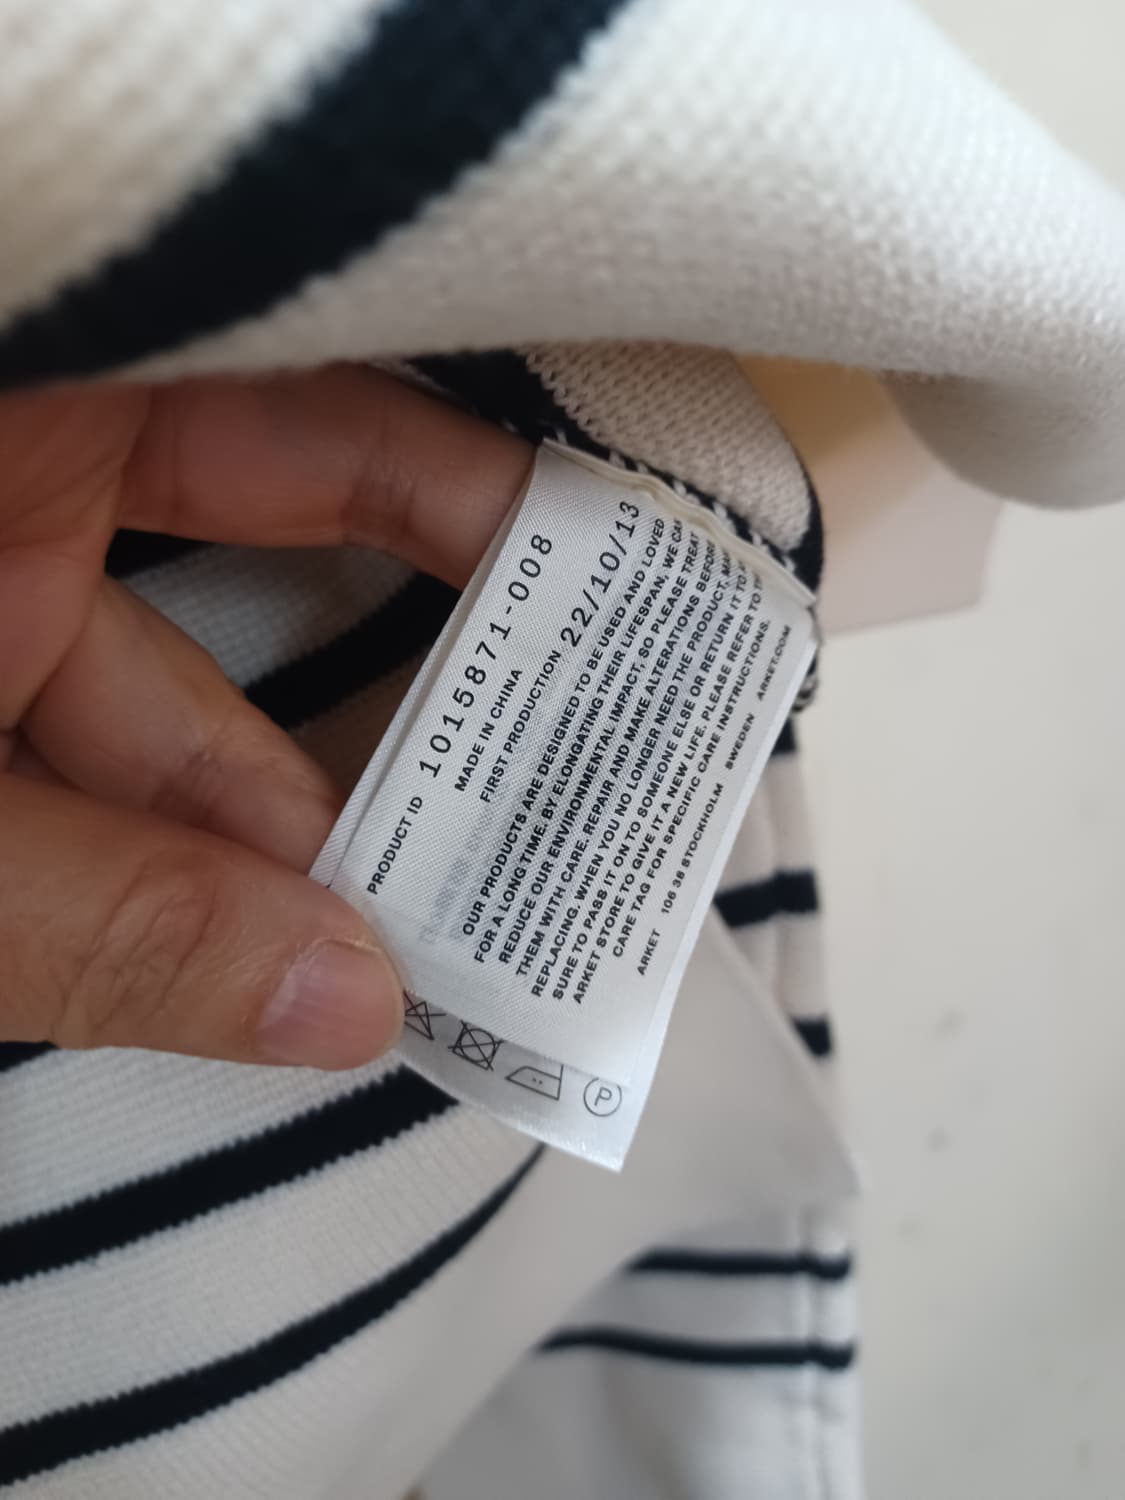 PRODUCT ID 1015871-008
MADE IN CHINA
FIRST PRODUCTION 22/10/13
OUR PRODUCTS ARE DESIGNED TO BE USED AND LOVED
FOR A LONG TIME. BY ELONGATING THEIR LIFESPAN, WE CAN
REDUCE OUR ENVIRONMENTAL IMPACT, SO PLEASE TREAT
THEM WITH CARE. REPAIR AND MAKE ALTERATIONS BEFORE
REPLACING. WHEN YOU NO LONGER NEED THE PRODUCT,
SURE TO PASS IT ON TO SOMEONE ELSE OR RETURN IT TO
ARKET STORE TO GIVE IT A NEW LIFE. PLEASE REFER TO
CARE TAG FOR SPECIFIC CARE INSTRUCTIONS.
ARKET 106 38 STOCKHOLM SWEDEN ARKET.COM
P